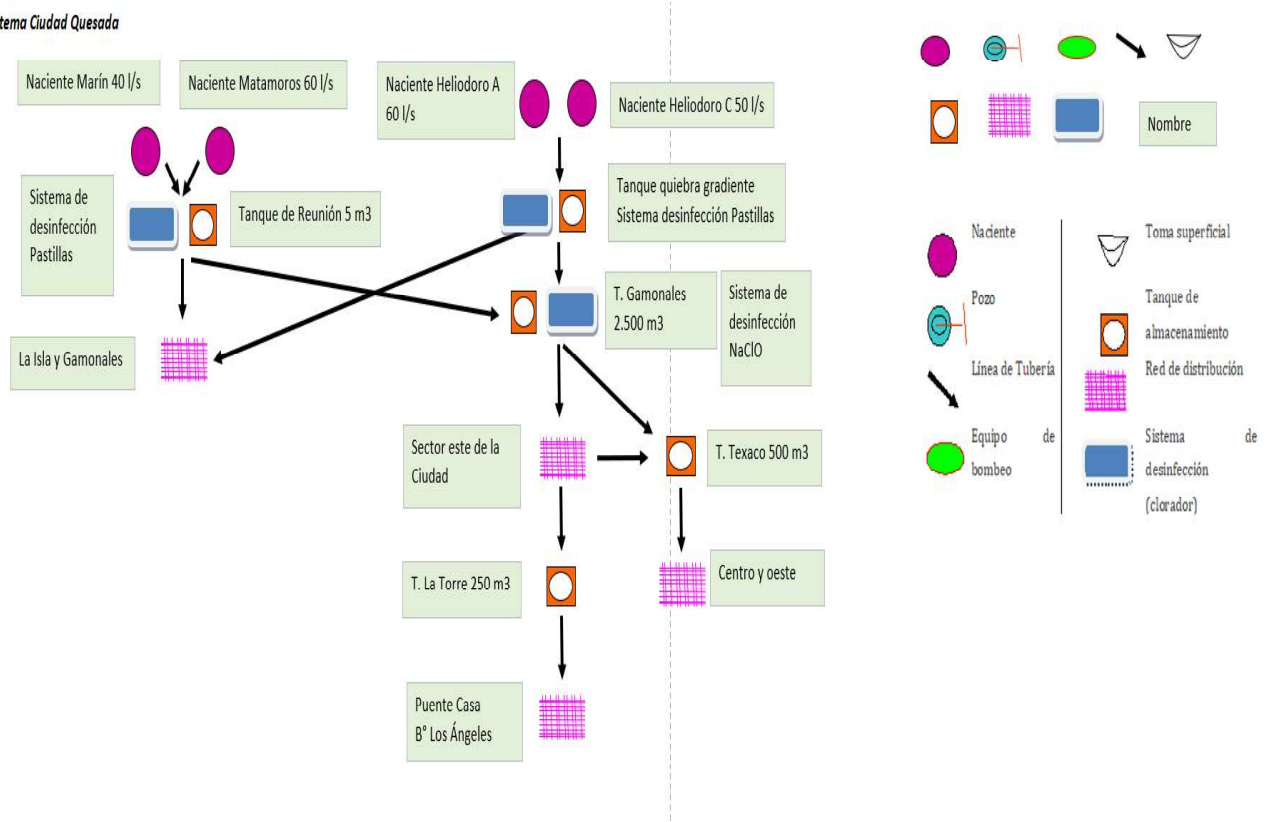 tema Ciudad Quesada
Naciente Marín 40 l/s
Naciente Matamoros 60 l/s
Naciente Heliodoro A
60 l/s
Naciente Heliodoro C 50 l/s
Sistema de
desinfección
Pastillas
Tanque de Reunión 5 m3
Tanque quiebra gradiente
Sistema desinfección Pastillas
La Isla y Gamonales
T. Gamonales
2.500 m3
Sistema de
desinfección
NaClO
Sector este de la
Ciudad
T. Texaco 500 m3
T. La Torre 250 m3
Centro y oeste
Puente Casa
B° Los Ángeles
Nombre
Naciente
Pozo
Línea de Tubería
Equipo de
bombeo
Toma superficial
Tanque de
almacenamiento
Red de distribución
Sistema de
desinfección
(clorador)